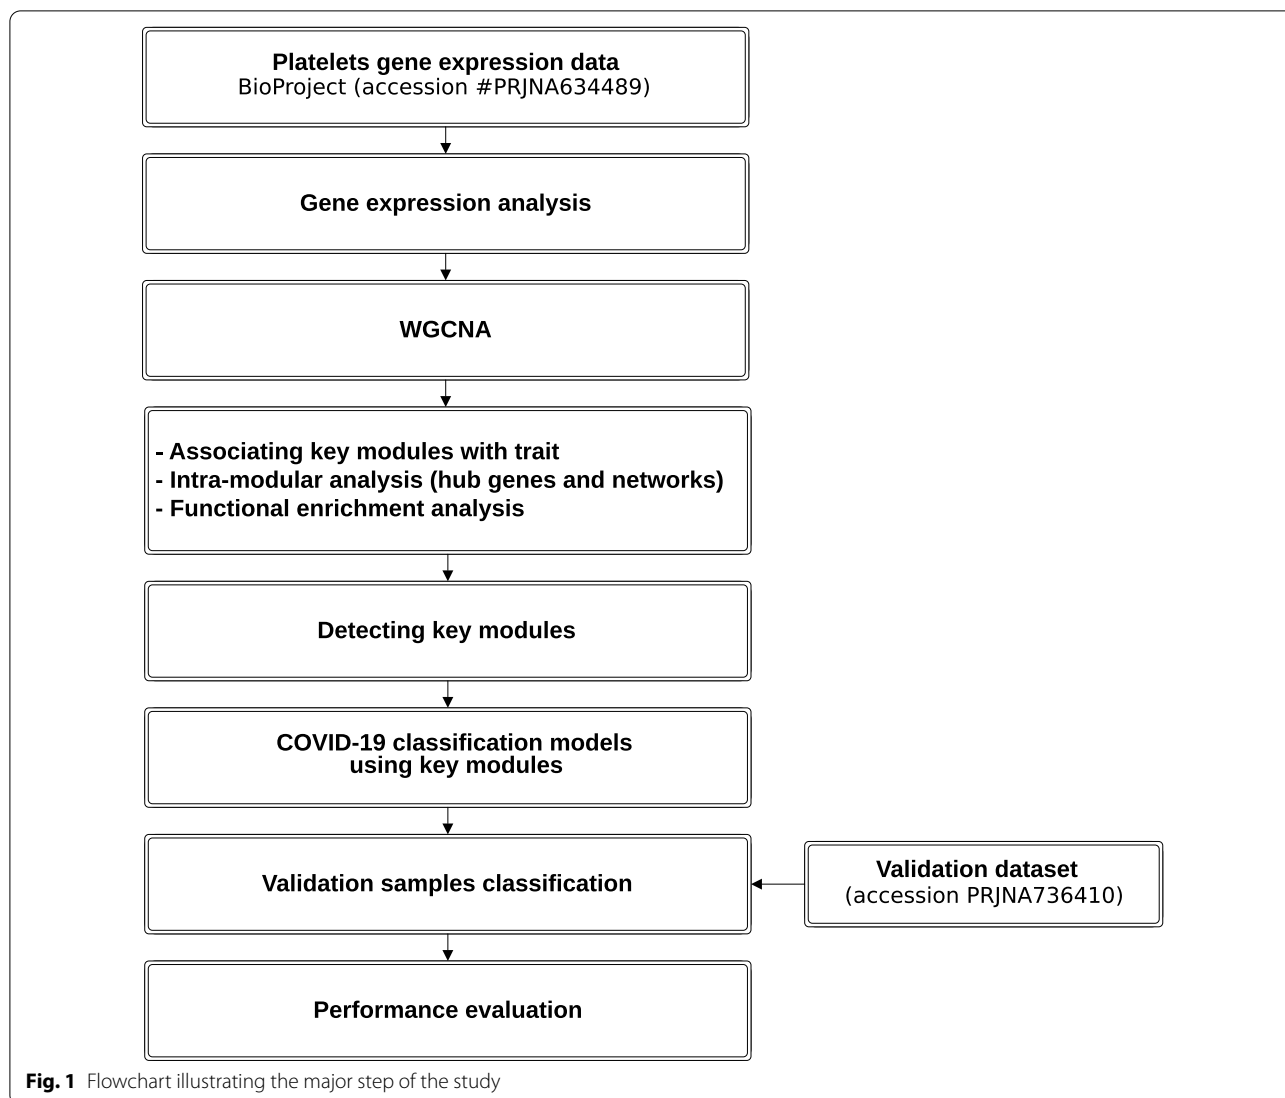 Platelets gene expression data
BioProject (accession #PRJNA634489)
Gene expression analysis
WGCNA
- Associating key modules with trait
- Intra-modular analysis (hub genes and networks)
- Functional enrichment analysis
Detecting key modules
COVID-19 classification models
using key modules
Validation samples classification
Validation dataset
(accession PRJNA736410)
Performance evaluation
Fig. 1 Flowchart illustrating the major step of the study